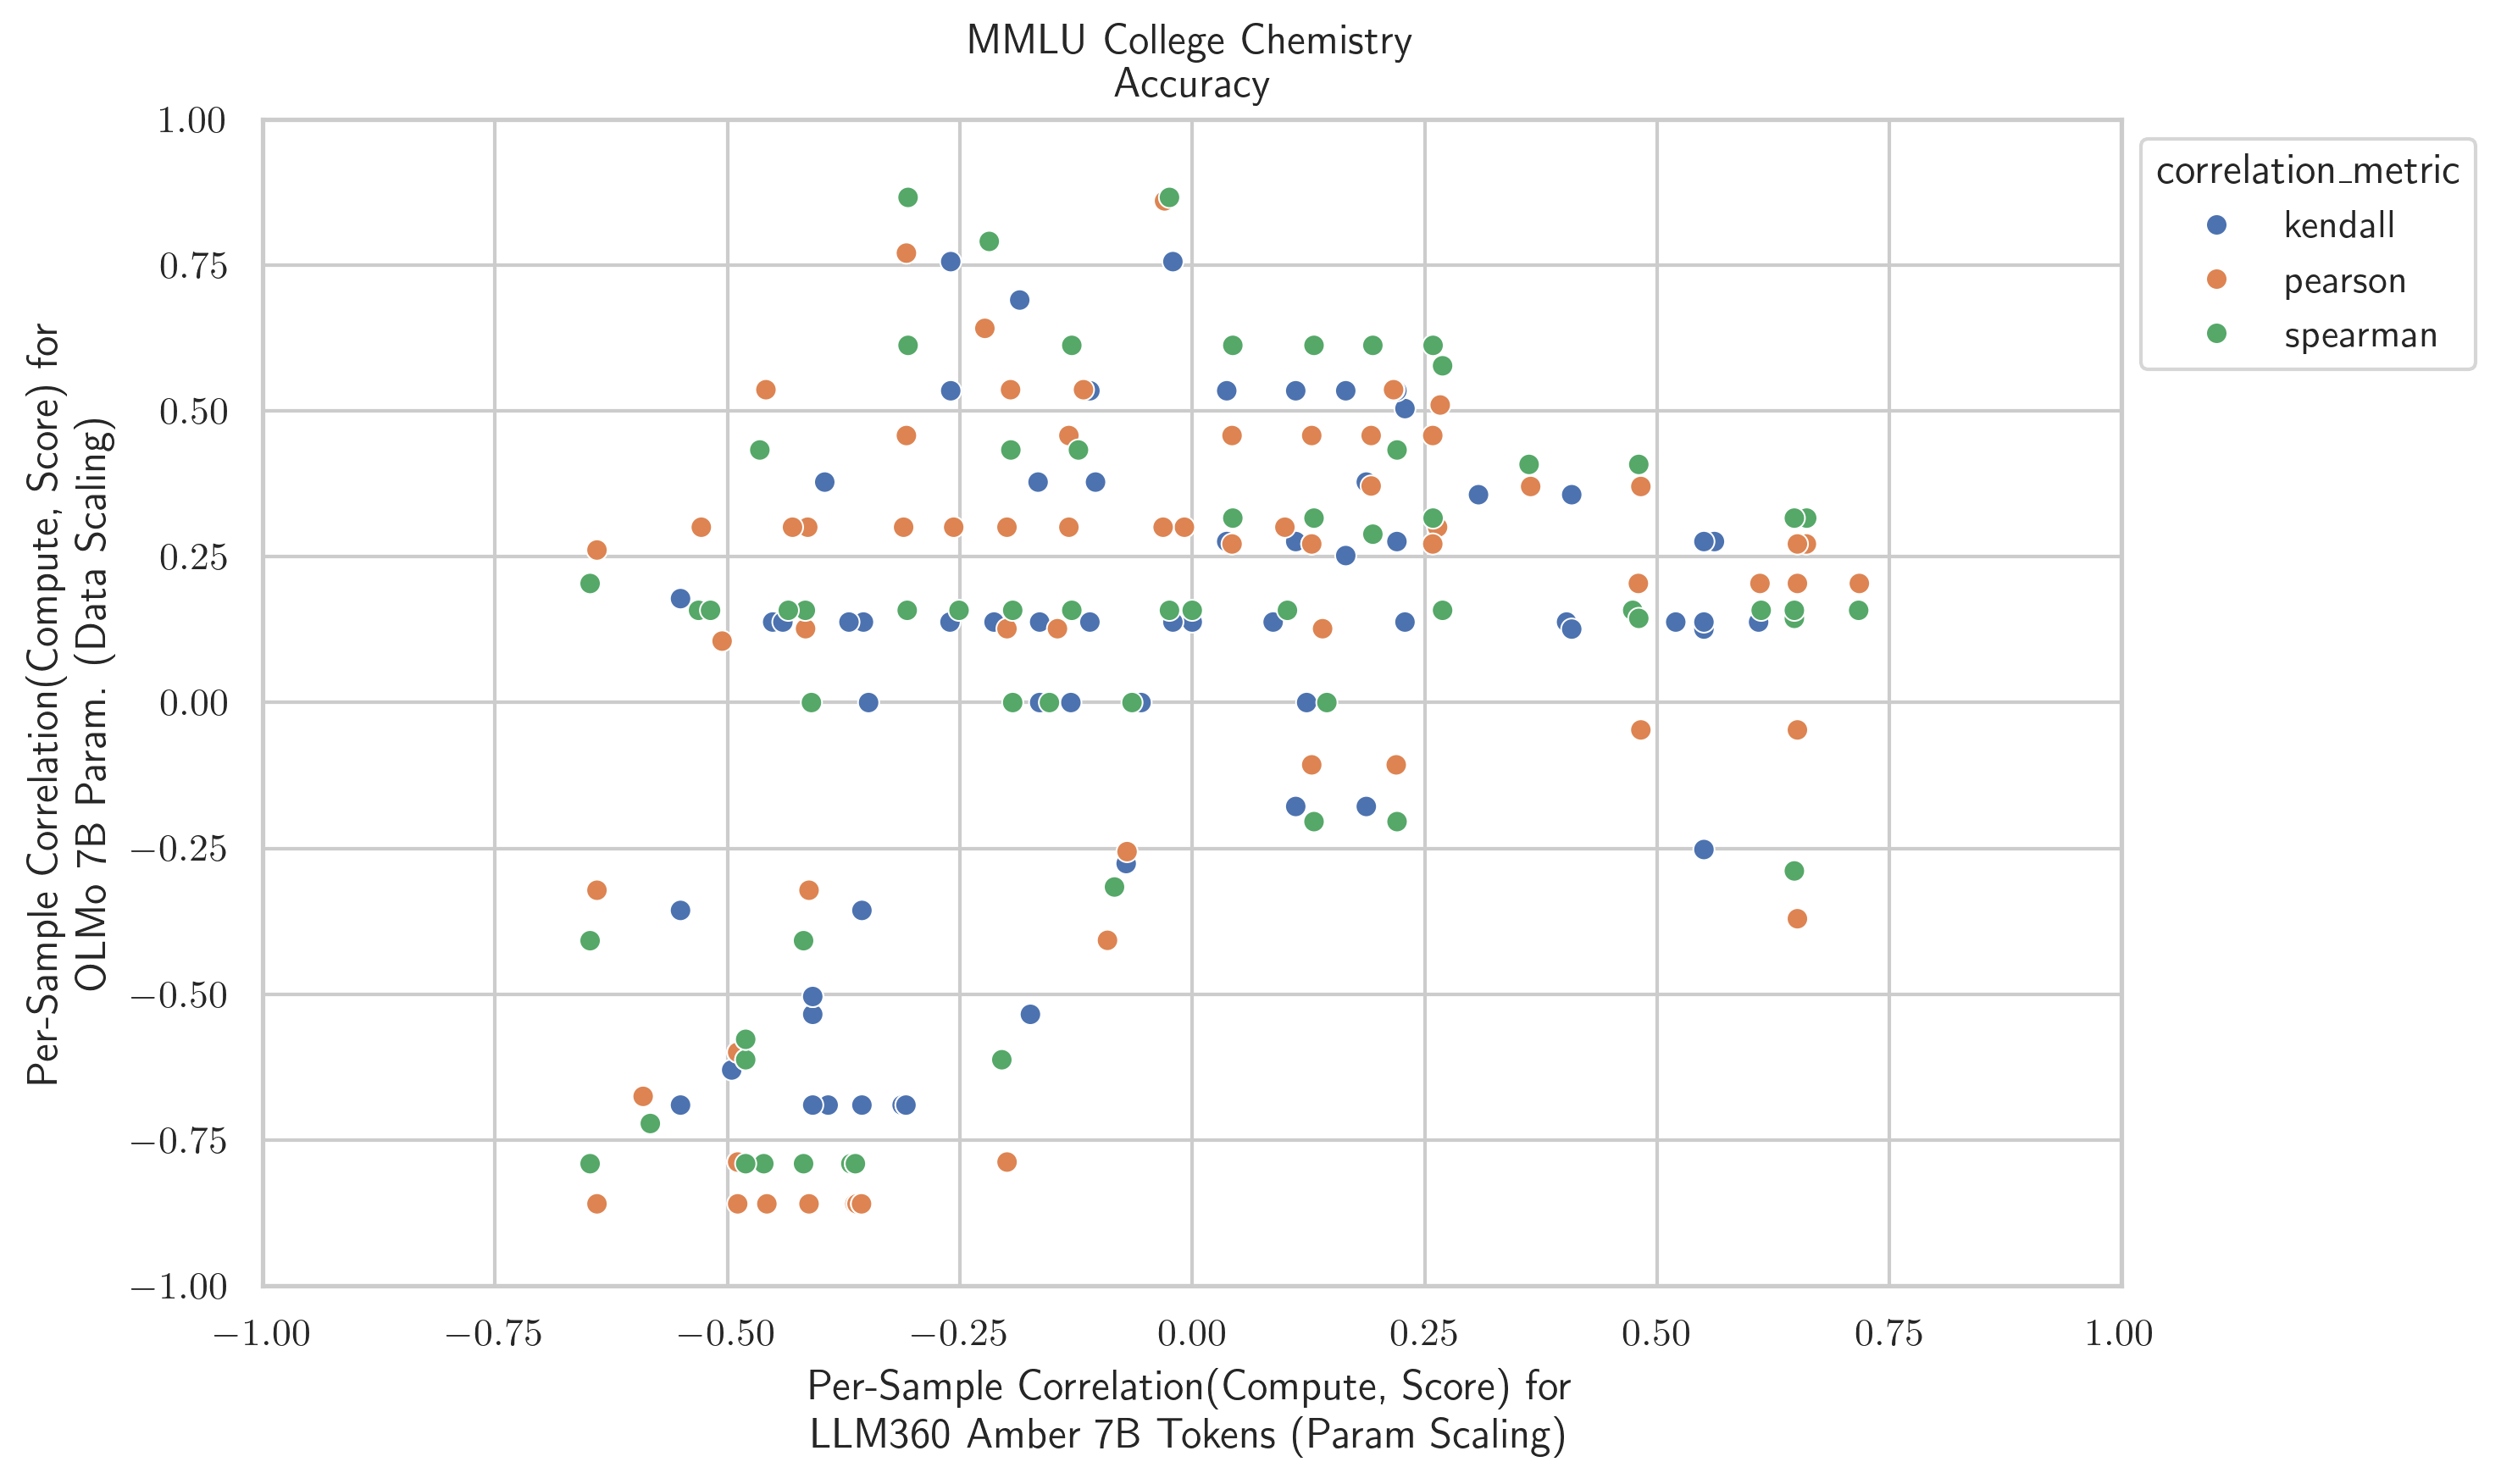 MMLU College Chemistry
Accuracy
1.00
0.75
0.50
0.25
0.00
−0.25
−0.50
−0.75
−1.00
Per-Sample Correlation(Compute, Score) for
OLMo 7B Param. (Data Scaling)
correlation_metric
kendall
pearson
spearman
−1.00 −0.75 −0.50 −0.25 0.00 0.25 0.50 0.75 1.00
Per-Sample Correlation(Compute, Score) for
LLM360 Amber 7B Tokens (Param Scaling)